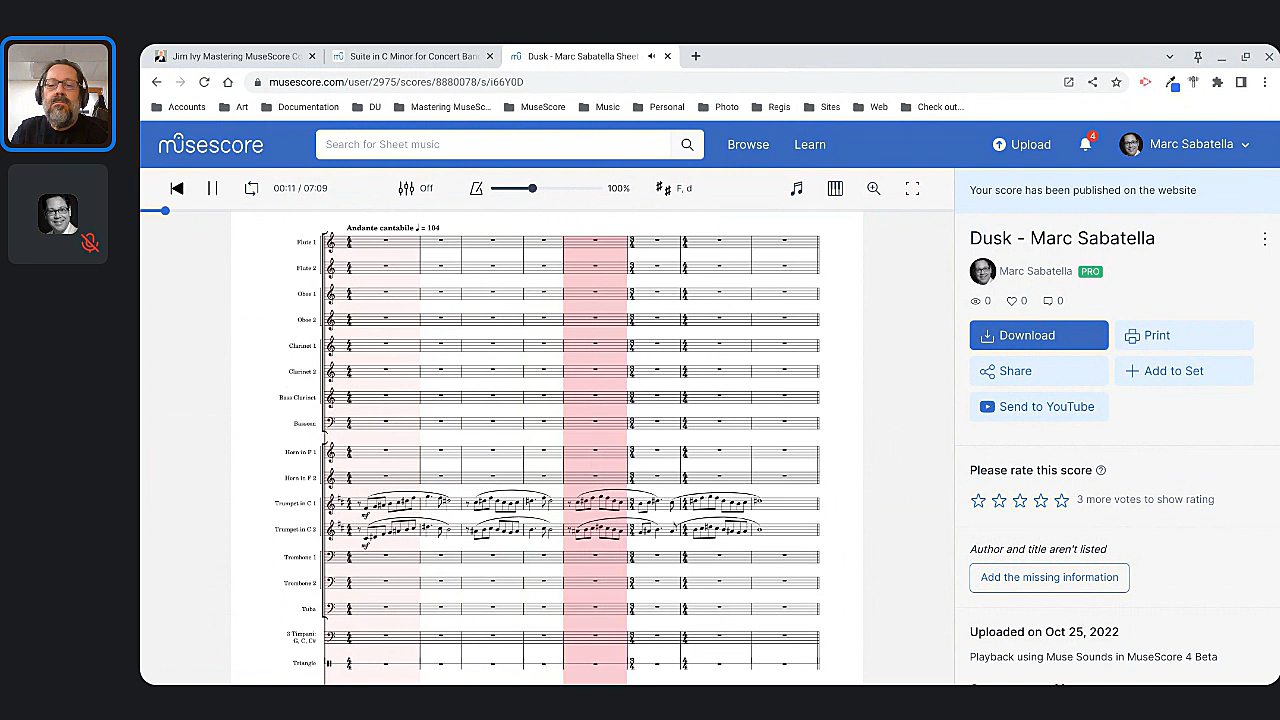 Jim Ivy Mastering MuseScore Co
Suite in C Minor for Concert Ban
Dusk - Marc Sabatella Sheet
musescore.com/user/2975/scores/8880078/s/i66Y0D
Accounts Art Documentation DU Mastering MuseSc... MuseScore Music Personal Photo Regis Sites Web Check out...
musescore Search for Sheet music Browse Learn Upload 4 Marc Sabatella
00:11 / 07:09 Off 100% F, d
Your score has been published on the website
Dusk - Marc Sabatella
Marc Sabatella PRO
0 0 0
Download Print
Share Add to Set
Send to YouTube
Please rate this score
3 more votes to show rating
Author and title aren't listed
Add the missing information
Uploaded on Oct 25, 2022
Playback using Muse Sounds in MuseScore 4 Beta
Andante cantabile ♩ = 104
Flute 1
Flute 2
Oboe 1
Oboe 2
Clarinet 1
Clarinet 2
Bass Clarinet
Bassoon
Horn in F 1
Horn in F 2
Trumpet in C 1
mf
Trumpet in C 2
mf
Trombone 1
Trombone 2
Tuba
3 Timpani:
G, C, C#
Triangle